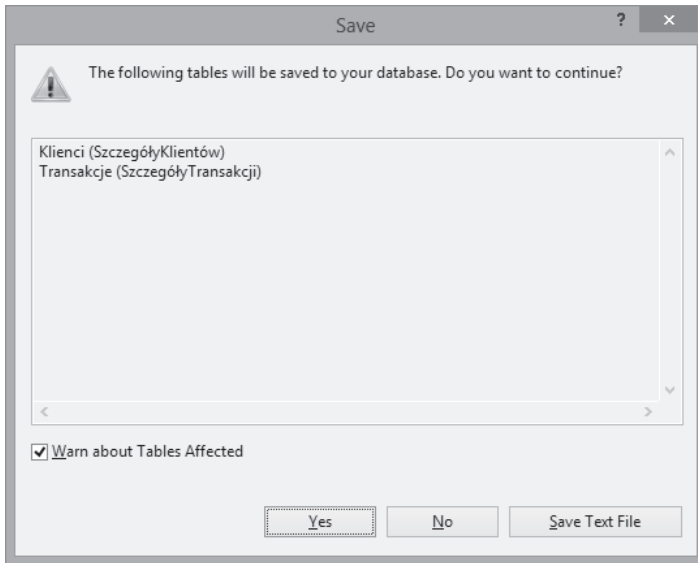 Save
?
The following tables will be saved to your database. Do you want to continue?
Klienci (SzczegółyKlientów)
Transakcje (SzczegółyTransakcji)
Warn about Tables Affected
Yes
No
Save Text File